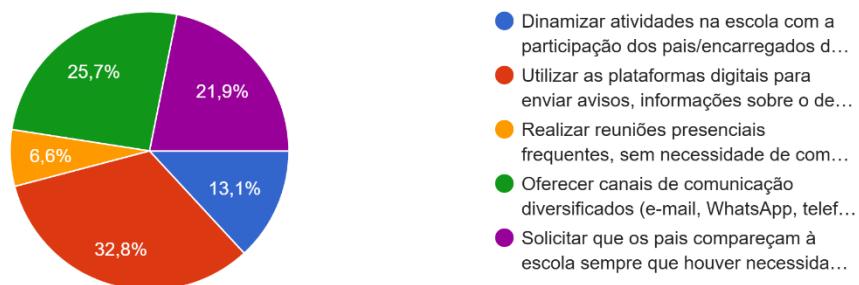 25,7%
21,9%
6,6%
13,1%
32,8%
Dinamizar atividades na escola com a
participação dos pais/encarregados d…
Utilizar as plataformas digitais para
enviar avisos, informações sobre o de…
Realizar reuniões presenciais
frequentes, sem necessidade de com…
Oferecer canais de comunicação
diversificados (e-mail, WhatsApp, telef…
Solicitar que os pais compareçam à
escola sempre que houver necessida…